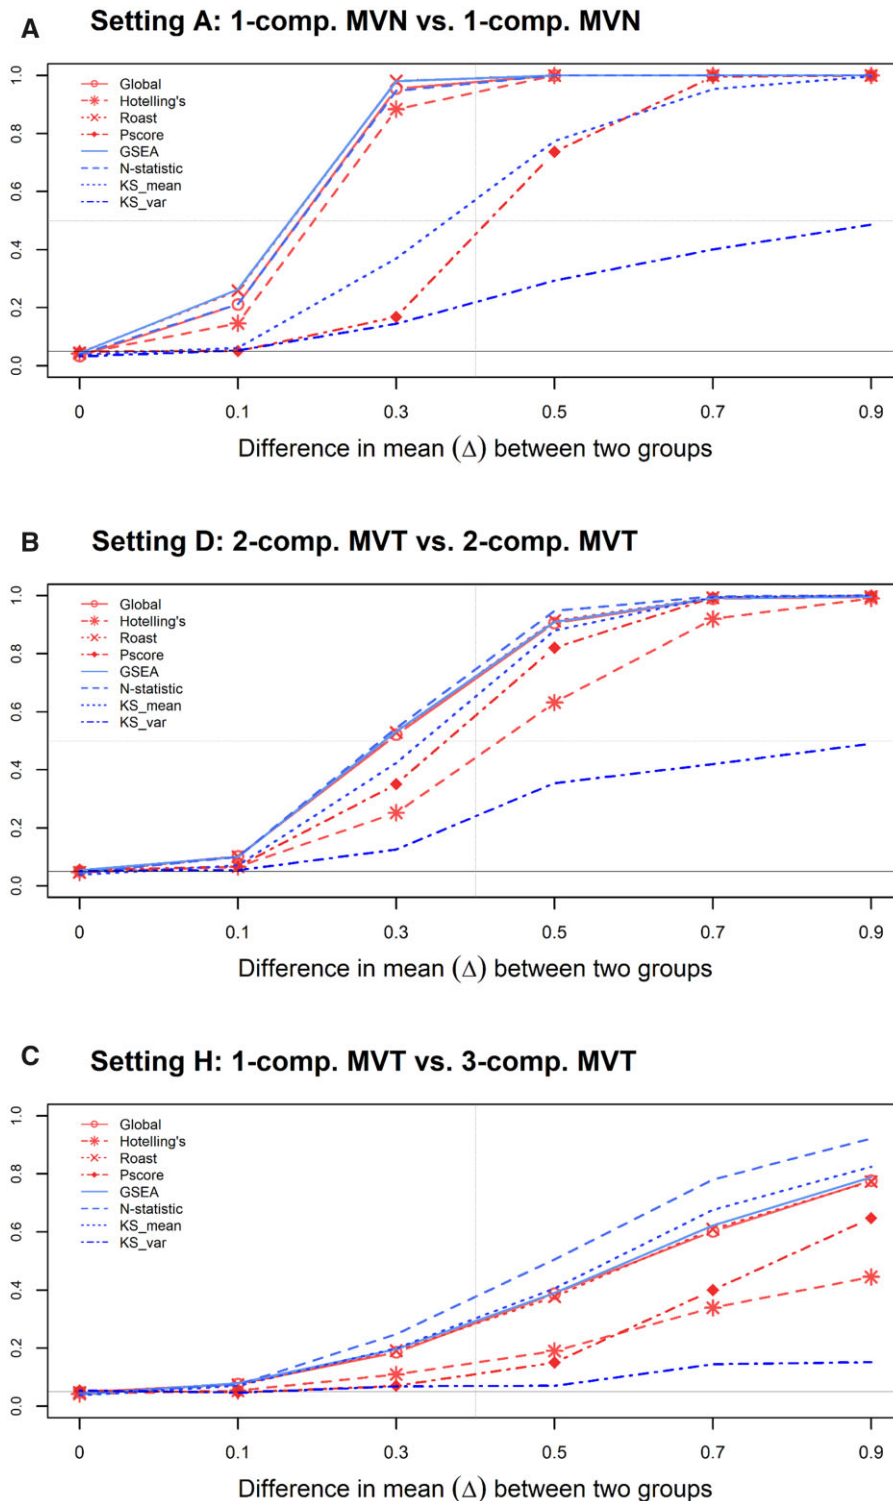 A
Setting A: 1-comp. MVN vs. 1-comp. MVN
1.0
0.8
0.6
0.4
0.2
0.0
Global
Hotelling's
Roast
Pscore
GSEA
N-statistic
KS_mean
KS_var
0 0.1 0.3 0.5 0.7 0.9
Difference in mean (Δ) between two groups
B
Setting D: 2-comp. MVT vs. 2-comp. MVT
1.0
0.8
0.6
0.4
0.2
0.0
Global
Hotelling's
Roast
Pscore
GSEA
N-statistic
KS_mean
KS_var
0 0.1 0.3 0.5 0.7 0.9
Difference in mean (Δ) between two groups
C
Setting H: 1-comp. MVT vs. 3-comp. MVT
1.0
0.8
0.6
0.4
0.2
0.0
Global
Hotelling's
Roast
Pscore
GSEA
N-statistic
KS_mean
KS_var
0 0.1 0.3 0.5 0.7 0.9
Difference in mean (Δ) between two groups